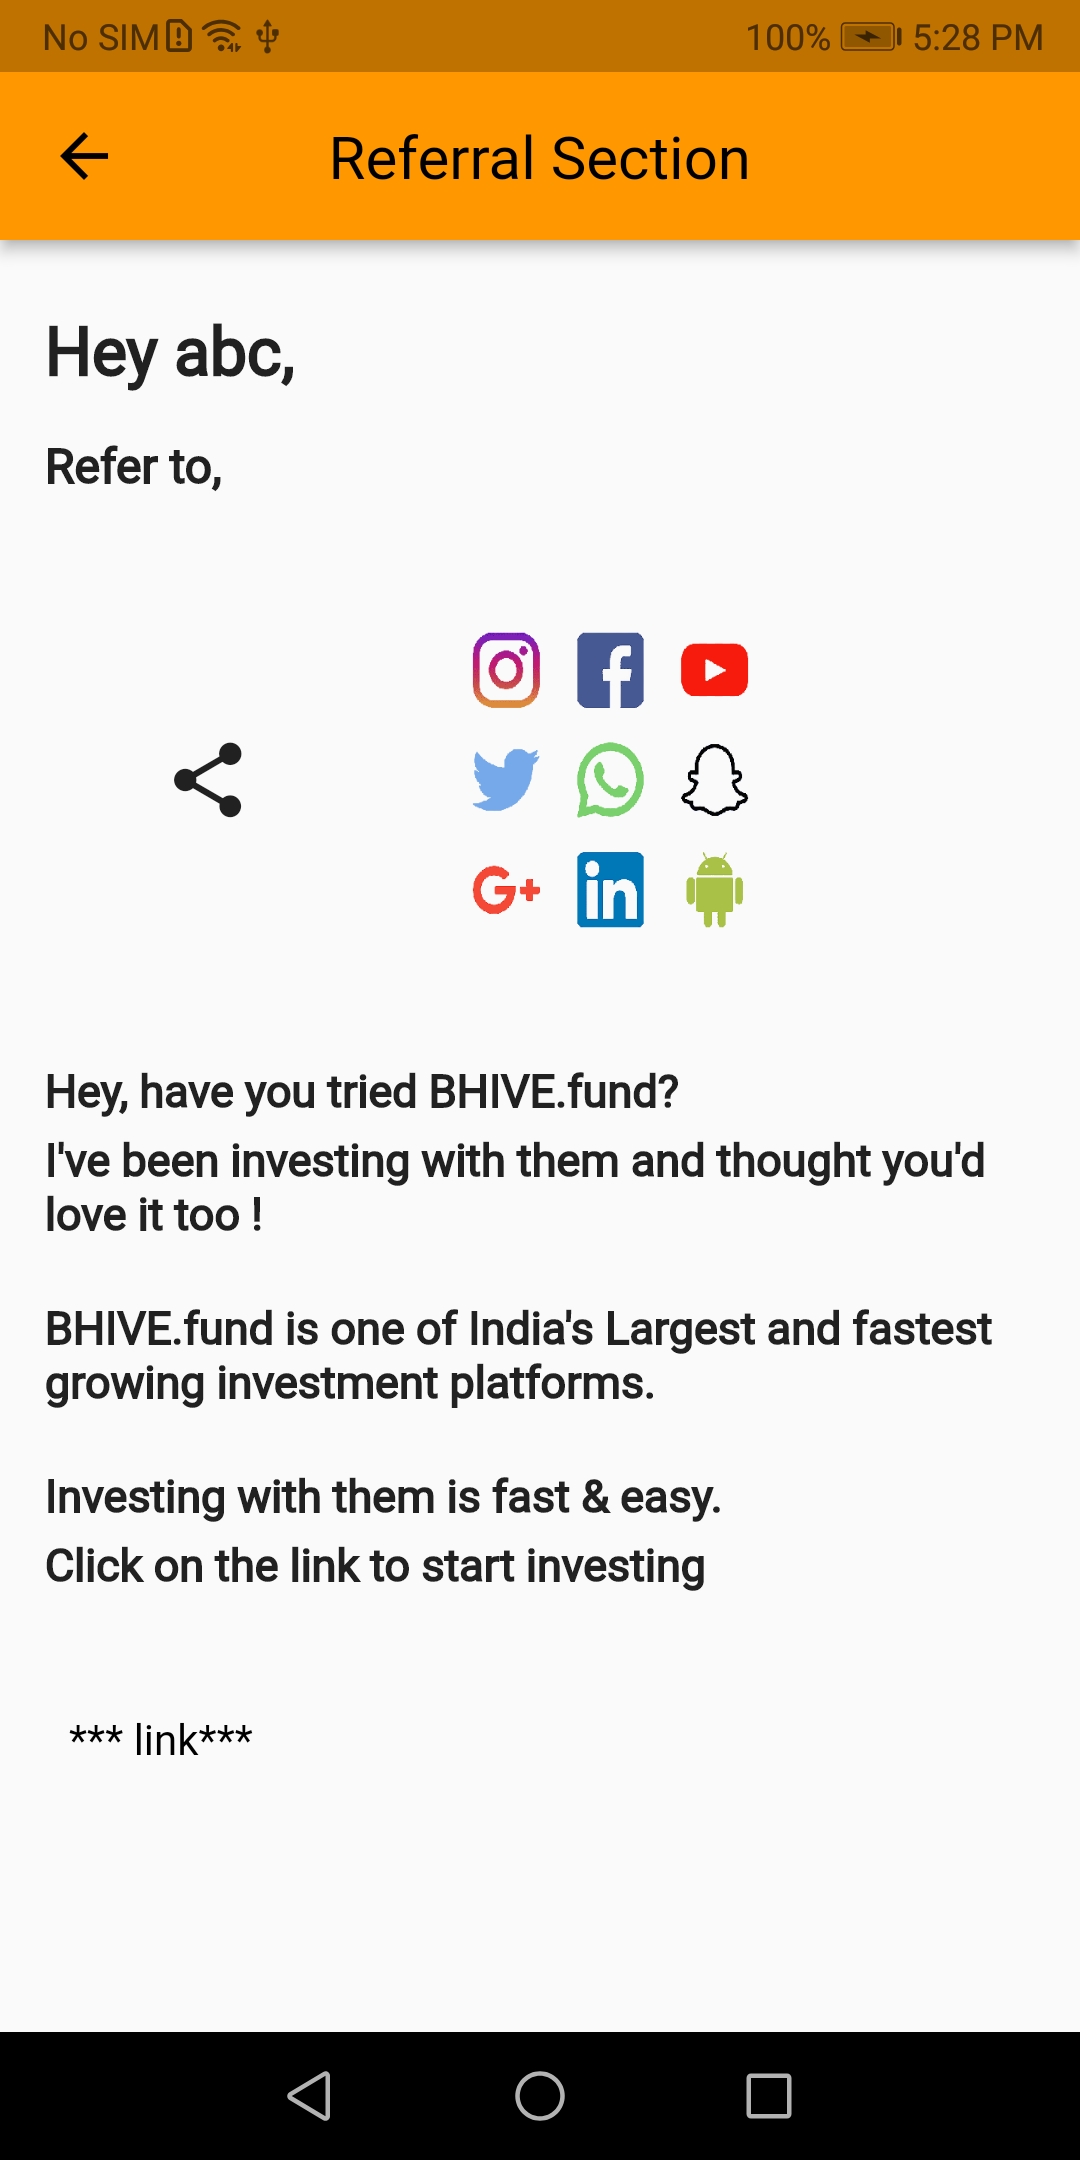 No SIM 100% 5:28 PM
Referral Section
Hey abc,
Refer to,
Hey, have you tried BHIVE.fund?
I've been investing with them and thought you'd
love it too !
BHIVE.fund is one of India's Largest and fastest
growing investment platforms.
Investing with them is fast & easy.
Click on the link to start investing
*** link***